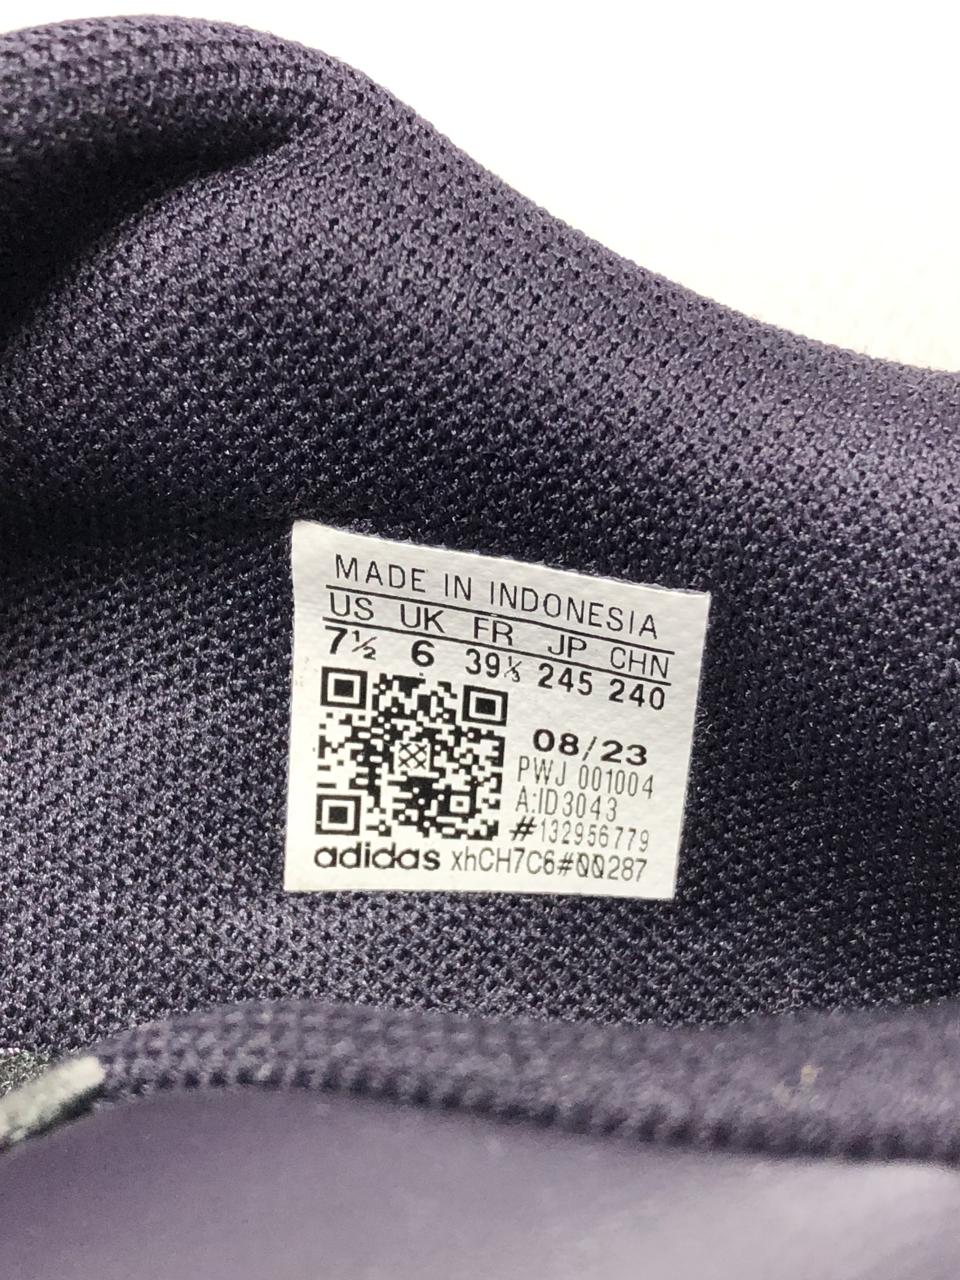 MADE IN INDONESIA
US UK FR JP CHN
7½ 6 39⅓ 245 240
08/23
PWJ 001004
A:ID3043
#132956779
adidas xhCH7C6#00287